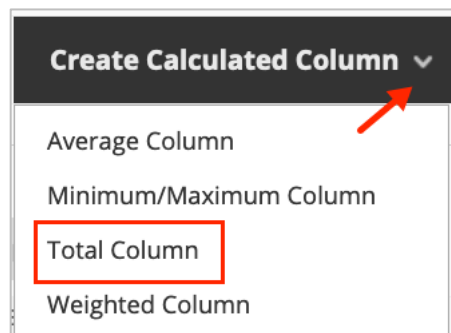 Create Calculated Column
Average Column
Minimum/Maximum Column
Total Column
Weighted Column